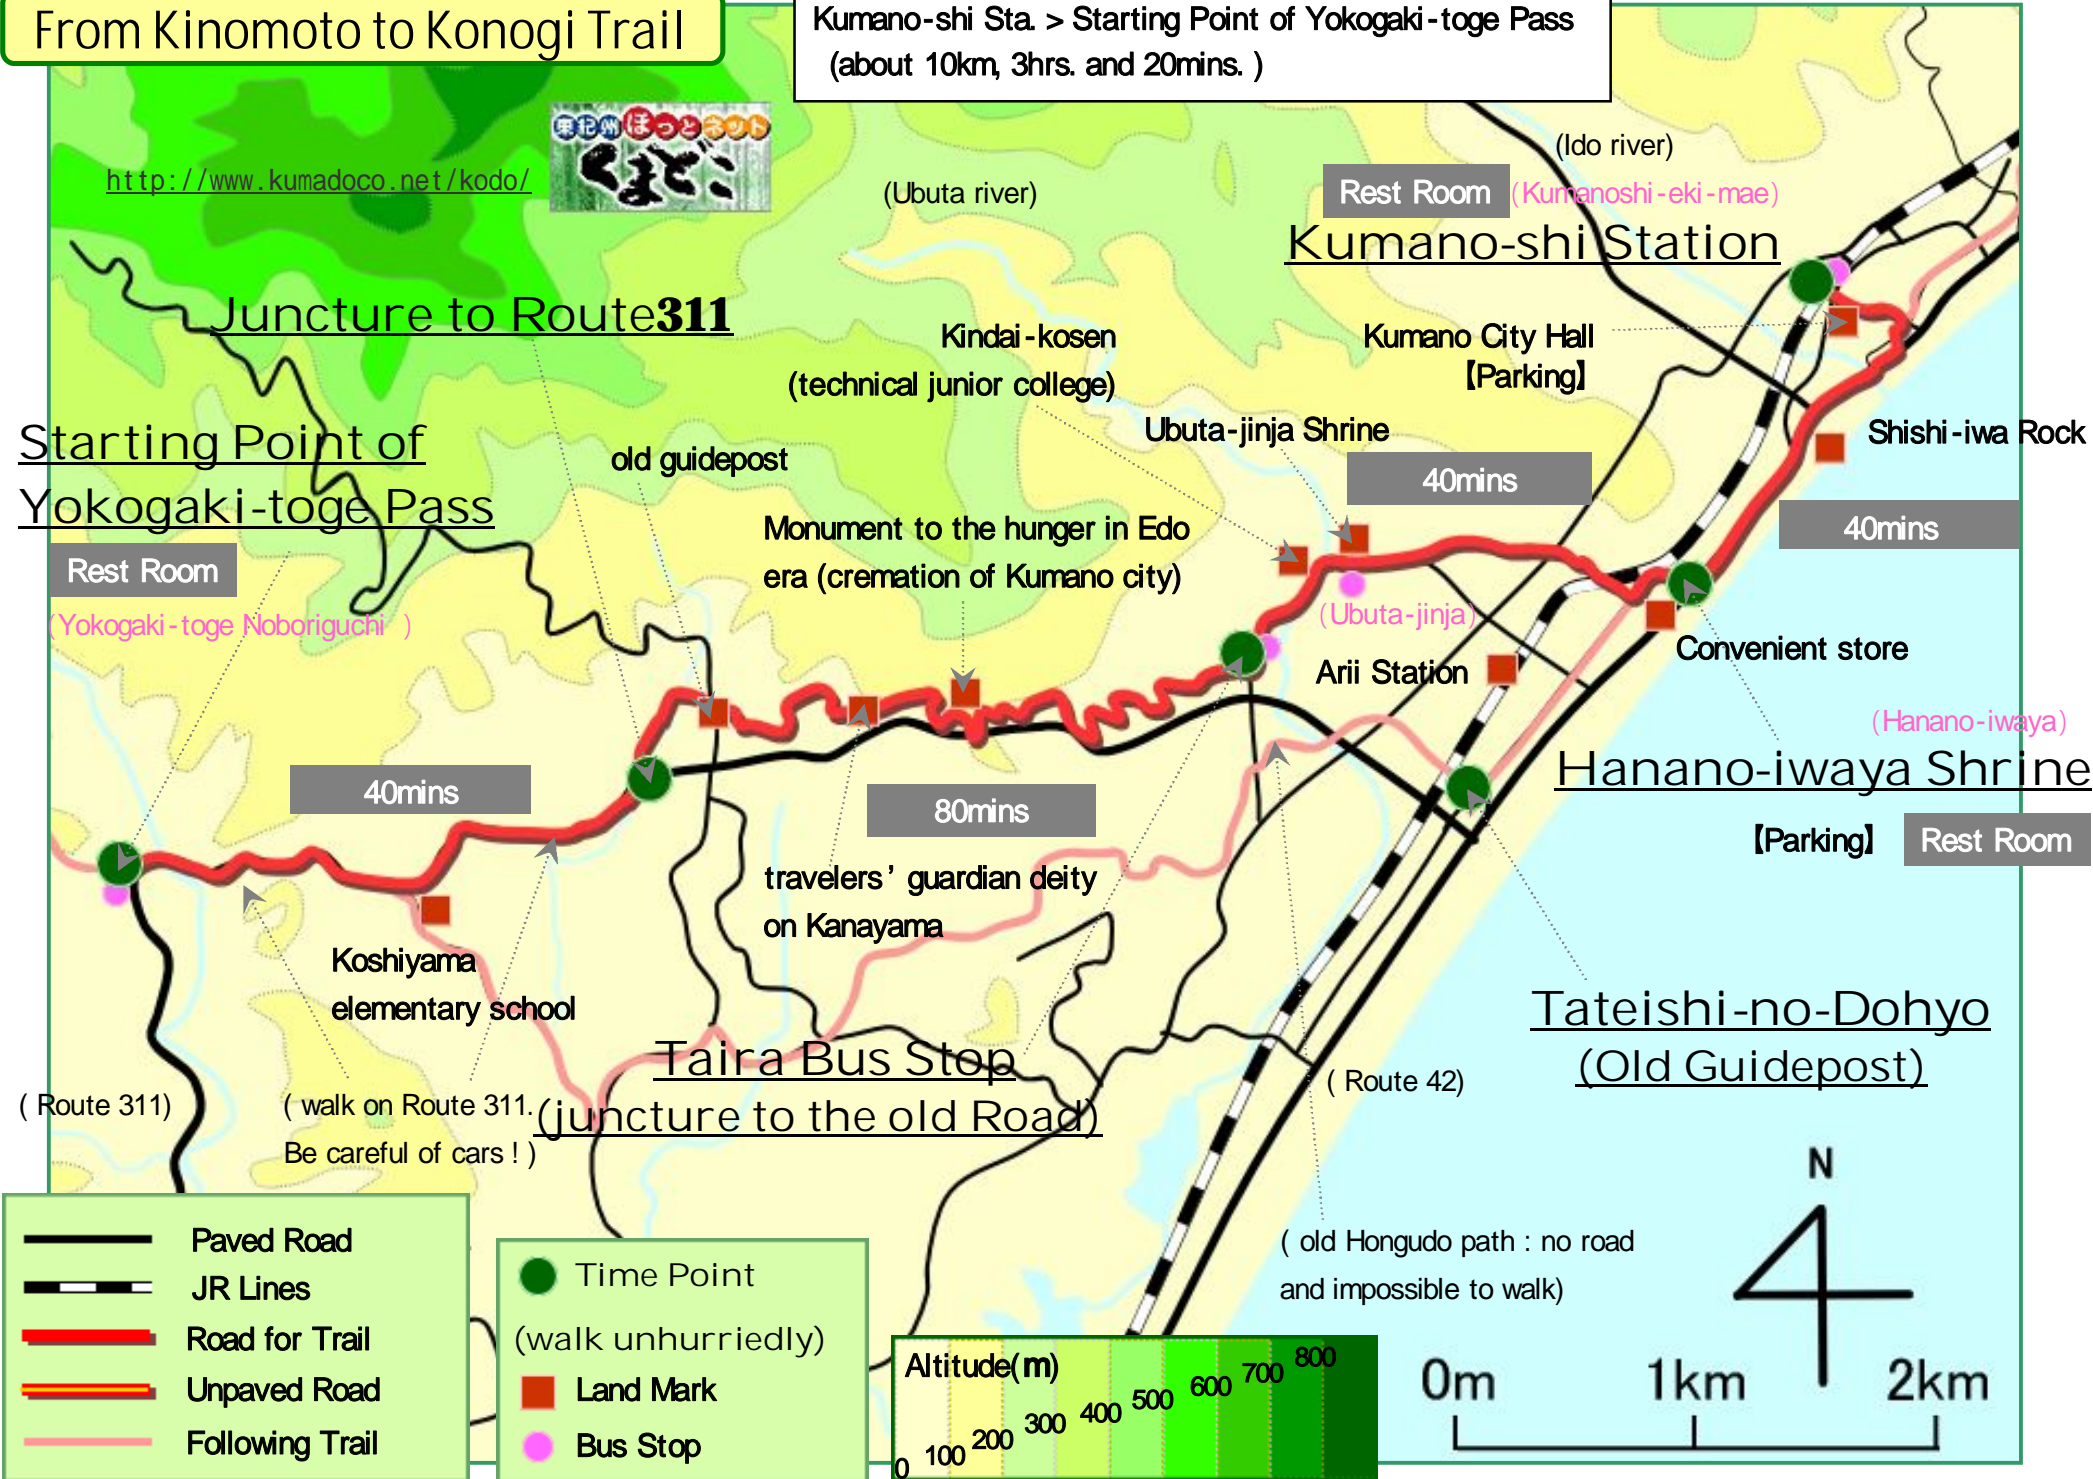 From Kinomoto to Konogi Trail
Kumano-shi Sta. > Starting Point of Yokogaki-toge Pass
(about 10km, 3hrs. and 20mins. )
東紀州ほっとネット
くまどこ
http://www.kumadoco.net/kodo/
(Ubuta river)
(Ido river)
Rest Room
(Kumanoshi-eki-mae)
Kumano-shi Station
Juncture to Route311
Kindai-kosen
(technical junior college)
Kumano City Hall
【Parking】
Starting Point of
Yokogaki-toge Pass
Rest Room
(Yokogaki-toge Noboriguchi )
old guidepost
Ubuta-jinja Shrine
40mins
Shishi-iwa Rock
40mins
Monument to the hunger in Edo
era (cremation of Kumano city)
(Ubuta-jinja)
Arii Station
Convenient store
(Hanano-iwaya)
Hanano-iwaya Shrine
【Parking】
Rest Room
40mins
80mins
travelers’ guardian deity
on Kanayama
Koshiyama
elementary school
Tateishi-no-Dohyo
(Old Guidepost)
Taira Bus Stop
(juncture to the old Road)
( Route 311)
( walk on Route 311.
Be careful of cars ! )
( Route 42)
( old Hongudo path : no road
and impossible to walk)
N
Paved Road
JR Lines
Road for Trail
Unpaved Road
Following Trail
Time Point
(walk unhurriedly)
Land Mark
Bus Stop
Altitude(m)
0 100 200 300 400 500 600 700 800
0m 1km 2km